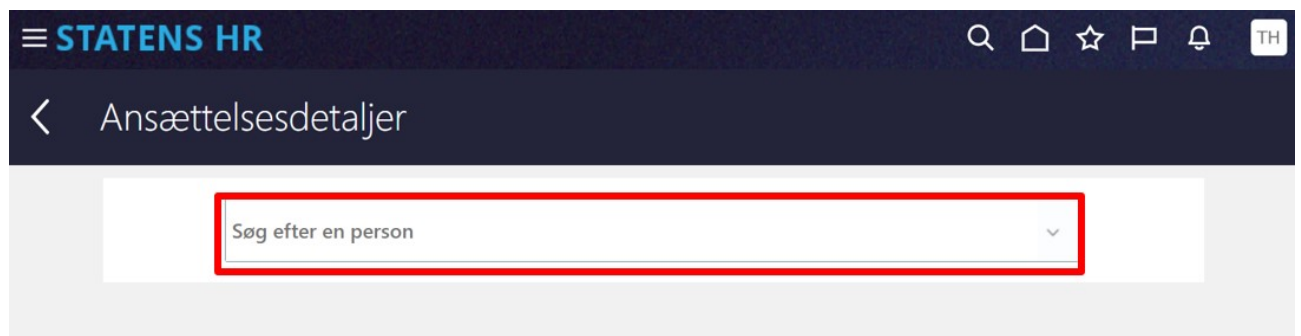 STATENS HR
TH
Ansættelsesdetaljer
Søg efter en person